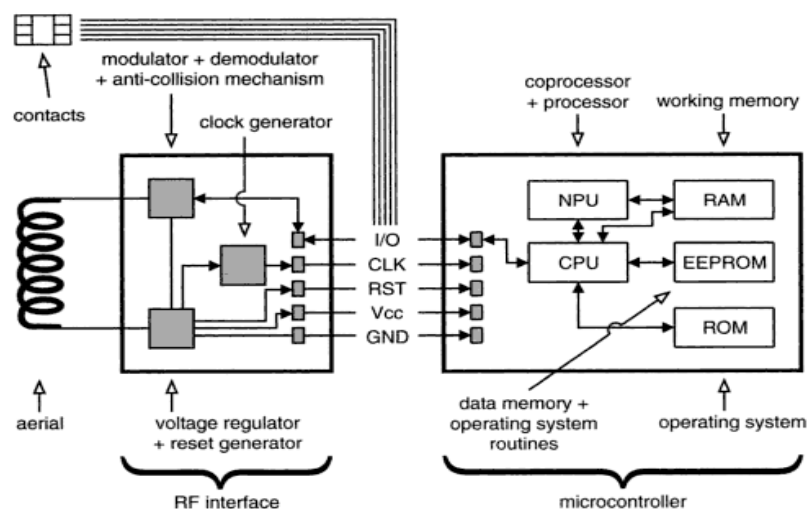 modulator + demodulator
+ anti-collision mechanism
contacts
clock generator
coprocessor
+ processor
working memory
NPU
RAM
I/O
CLK
CPU
EEPROM
RST
Vcc
ROM
GND
aerial
voltage regulator
+ reset generator
data memory +
operating system
routines
operating system
RF interface
microcontroller